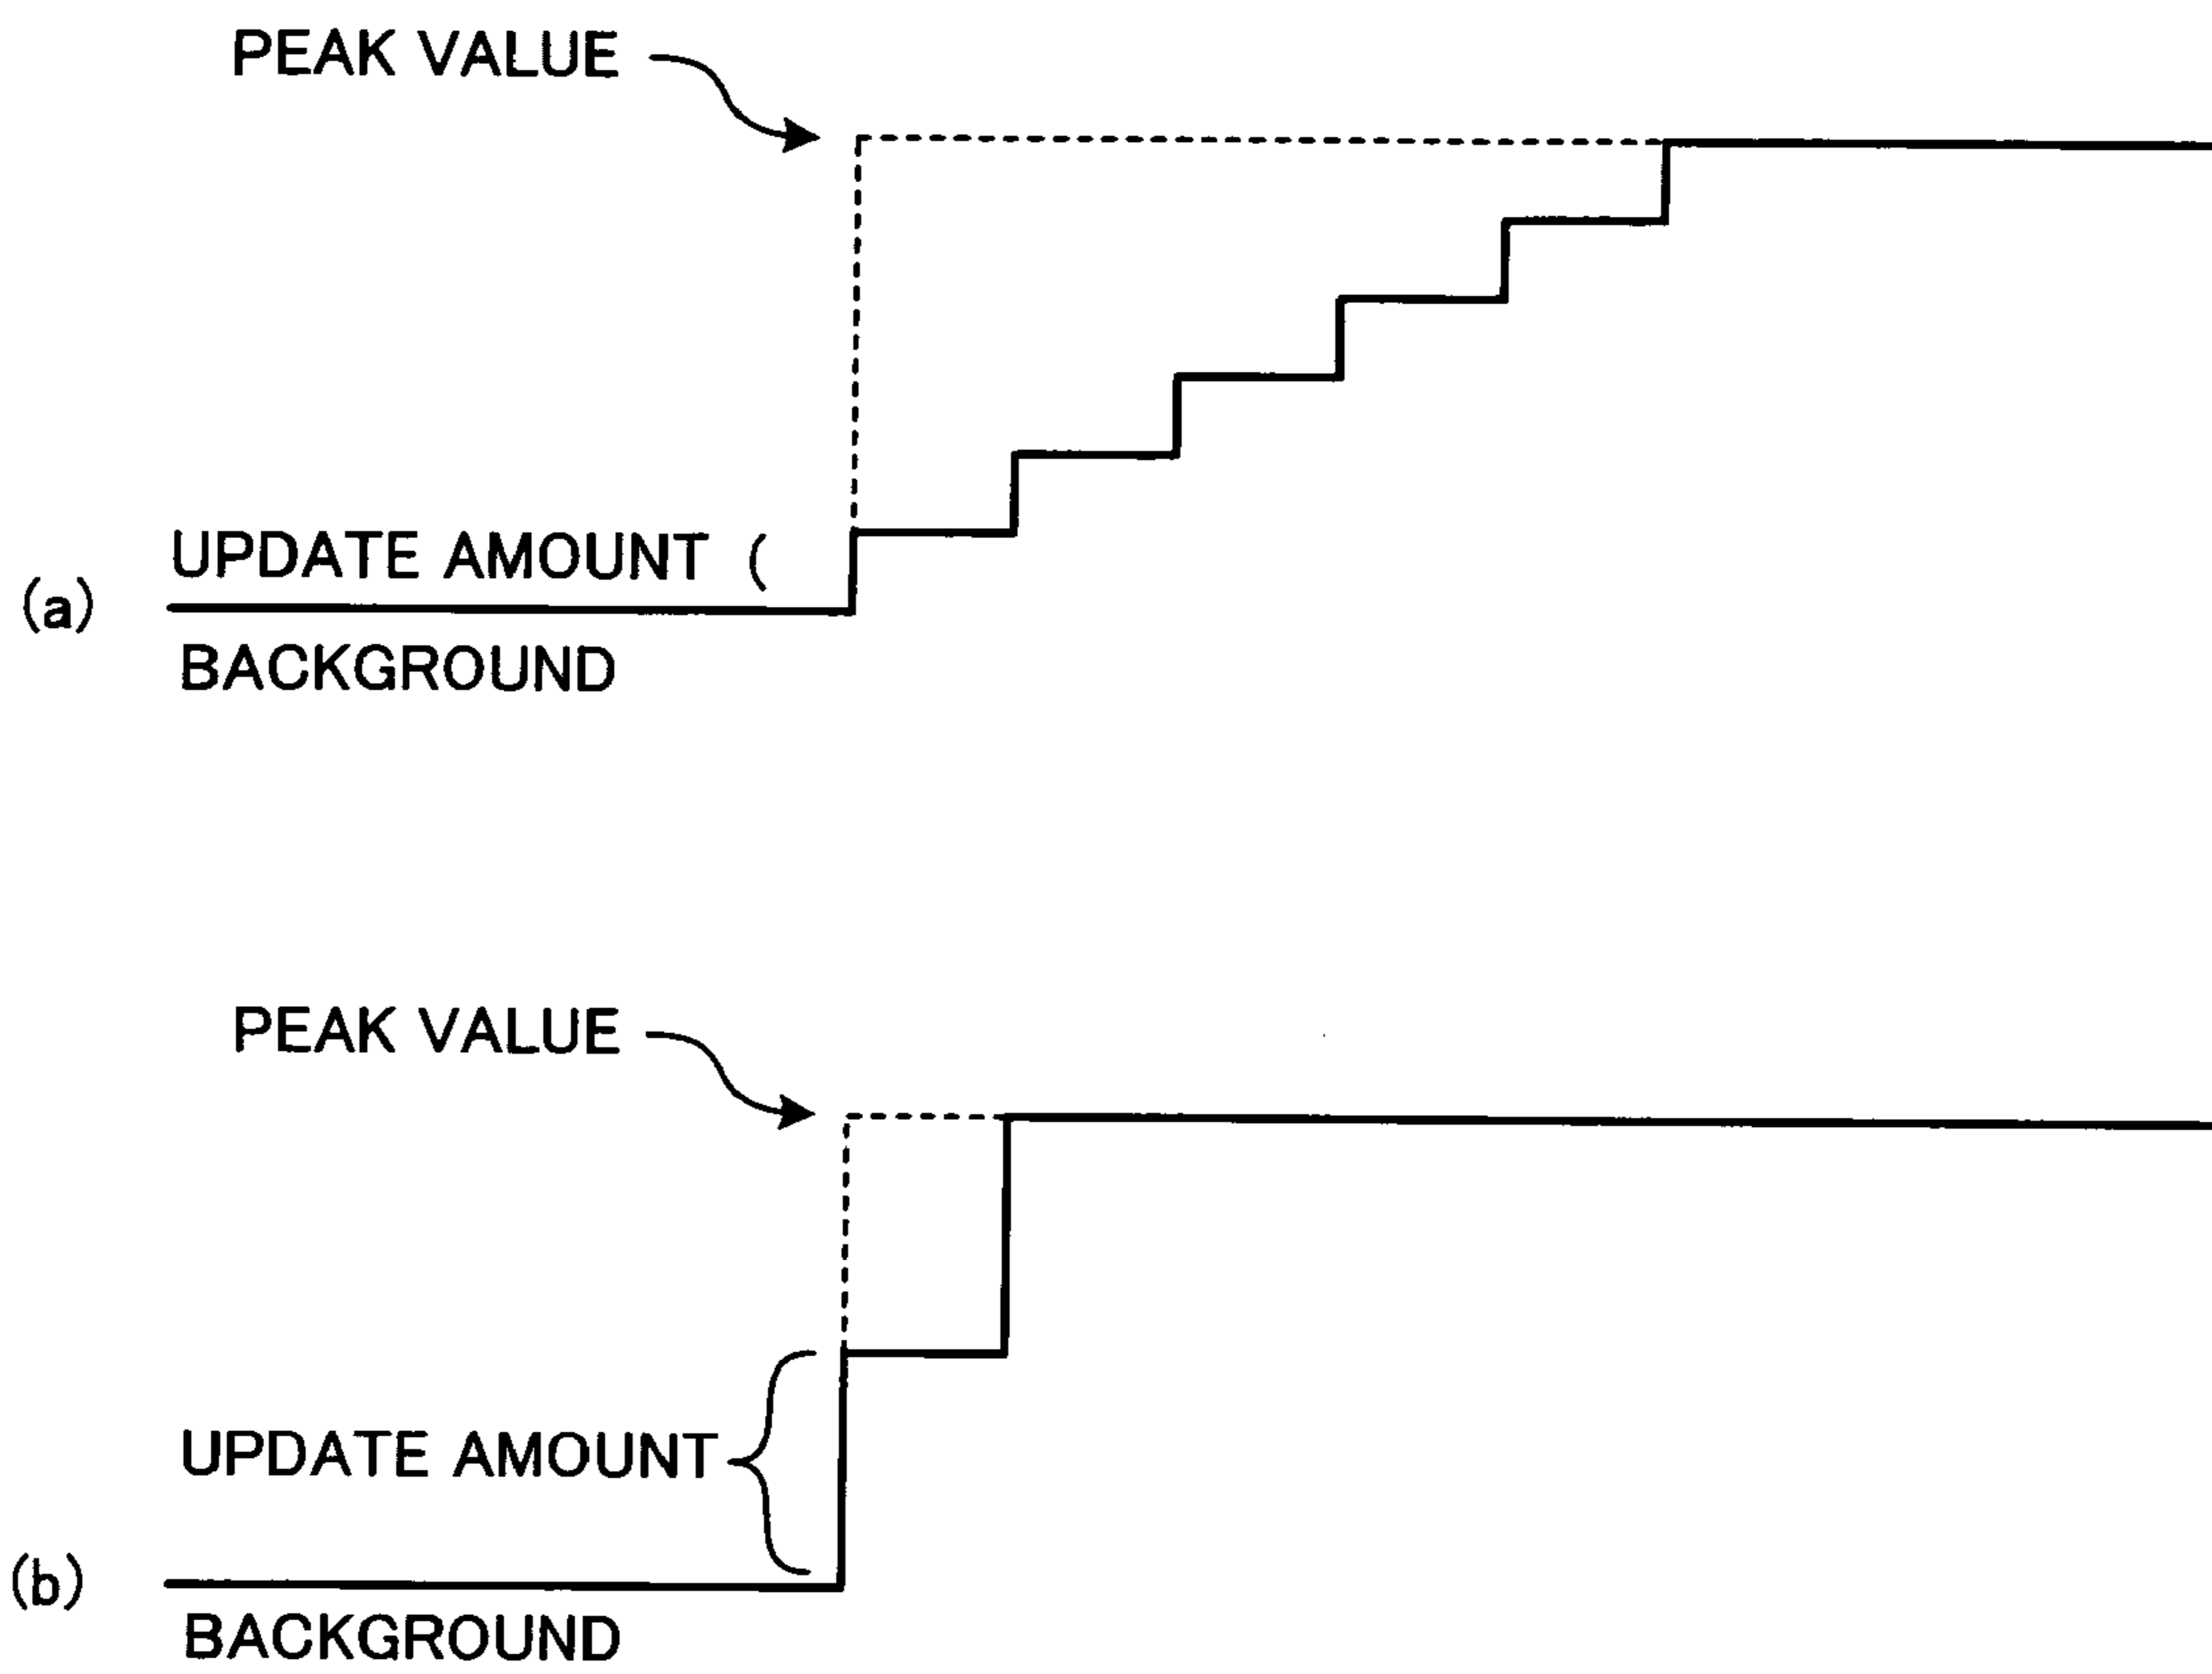 PEAK VALUE
UPDATE AMOUNT
(a)
BACKGROUND
PEAK VALUE
UPDATE AMOUNT
(b)
BACKGROUND